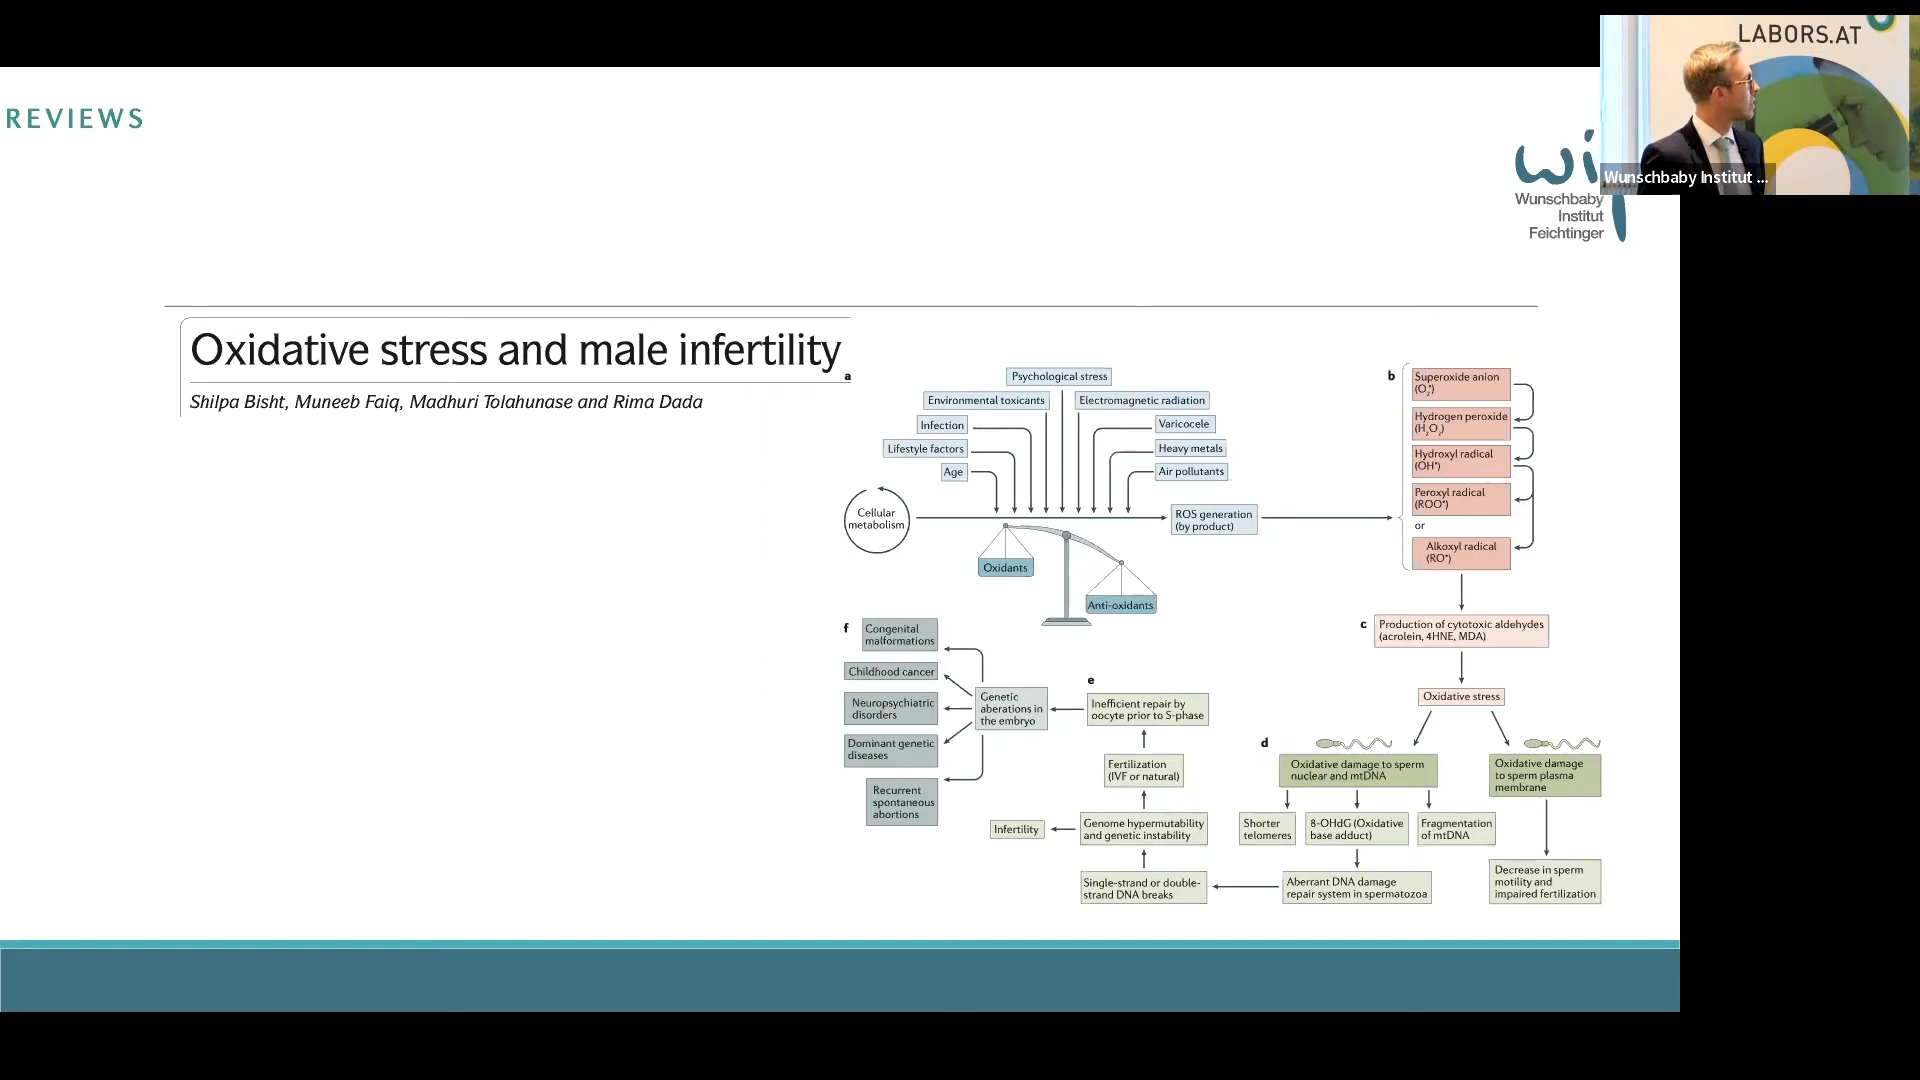 LABORS.AT
Wunschbaby Institut ...
REVIEWS
wif
Wunschbaby
Institut
Feichtinger
Oxidative stress and male infertility
Shilpa Bisht, Muneeb Faiq, Madhuri Tolahunase and Rima Dada
a
Psychological stress
Environmental toxicants
Electromagnetic radiation
Infection
Varicocele
Lifestyle factors
Heavy metals
Age
Air pollutants
Cellular
metabolism
ROS generation
(by product)
Oxidants
Anti-oxidants
b
Superoxide anion
(O₂•)
Hydrogen peroxide
(H₂O₂)
Hydroxyl radical
(OH•)
Peroxyl radical
(ROO•)
or
Alkoxyl radical
(RO•)
c
Production of cytotoxic aldehydes
(acrolein, 4HNE, MDA)
Oxidative stress
d
Oxidative damage to sperm
nuclear and mtDNA
Oxidative damage
to sperm plasma
membrane
Shorter
telomeres
8-OHdG (Oxidative
base adduct)
Fragmentation
of mtDNA
Decrease in sperm
motility and
impaired fertilization
Aberrant DNA damage
repair system in spermatozoa
Single-strand or double-
strand DNA breaks
Genome hypermutability
and genetic instability
Infertility
Fertilization
(IVF or natural)
e
Inefficient repair by
oocyte prior to S-phase
Genetic
aberations in
the embryo
f
Congenital
malformations
Childhood cancer
Neuropsychiatric
disorders
Dominant genetic
diseases
Recurrent
spontaneous
abortions